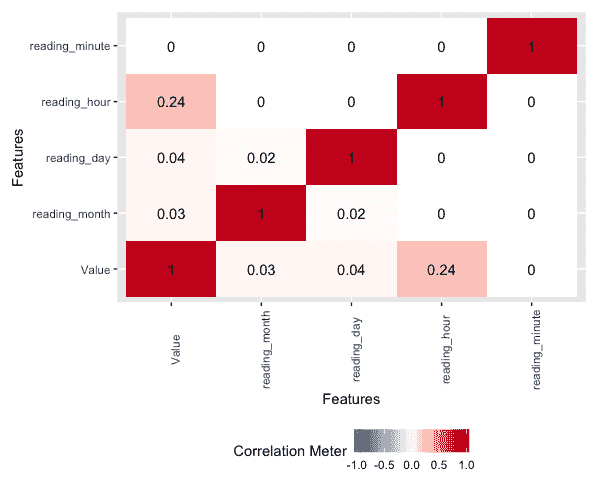 reading_minute 0 0 0 0 1
reading_hour 0.24 0 0 1 0
reading_day 0.04 0.02 1 0 0
reading_month 0.03 1 0.02 0 0
Value 1 0.03 0.04 0.24 0
Features
Value reading_month reading_day reading_hour reading_minute
Features
Correlation Meter
-1.0 -0.5 0.0 0.5 1.0